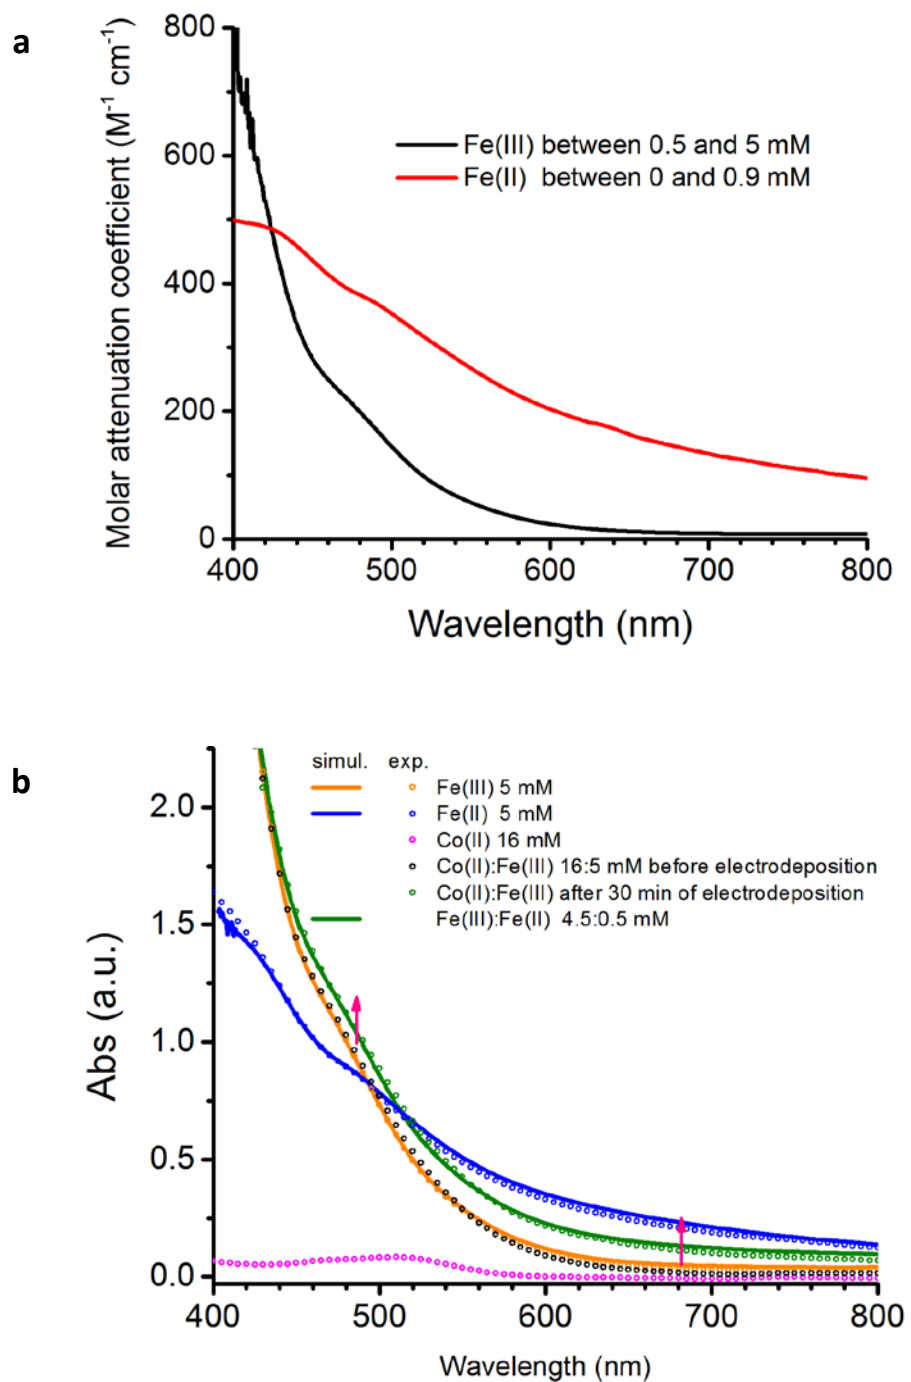 a
800
600
400
200
0
Molar attenuation coefficient (M⁻¹ cm⁻¹)
Fe(III) between 0.5 and 5 mM
Fe(II) between 0 and 0.9 mM
400 500 600 700 800
Wavelength (nm)
b
2.0
1.5
1.0
0.5
0.0
Abs (a.u.)
simul. exp.
Fe(III) 5 mM
Fe(II) 5 mM
Co(II) 16 mM
Co(II):Fe(III) 16:5 mM before electrodeposition
Co(II):Fe(III) after 30 min of electrodeposition
Fe(III):Fe(II) 4.5:0.5 mM
400 500 600 700 800
Wavelength (nm)